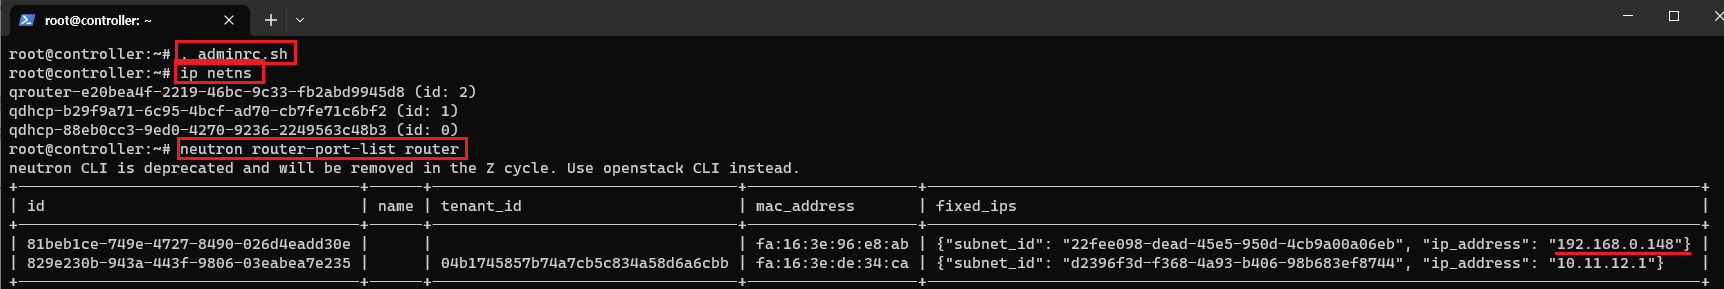 root@controller: ~
root@controller:~# . adminrc.sh
root@controller:~# ip netns
qrouter-e20bea4f-2219-46bc-9c33-fb2abd9945d8 (id: 2)
qdhcp-b29f9a71-6c95-4bcf-ad70-cb7fe71c6bf2 (id: 1)
qdhcp-88eb0cc3-9ed0-4270-9236-2249563c48b3 (id: 0)
root@controller:~# neutron router-port-list router
neutron CLI is deprecated and will be removed in the Z cycle. Use openstack CLI instead.
| id | name | tenant_id | mac_address | fixed_ips |
| 81beb1ce-749e-4727-8490-026d4eadd30e | | | fa:16:3e:96:e8:ab | {"subnet_id": "22fee098-dead-45e5-950d-4cb9a00a06eb", "ip_address": "192.168.0.148"} |
| 829e230b-943a-443f-9806-03eabea7e235 | | 04b1745857b74a7cb5c834a58d6a6cbb | fa:16:3e:de:34:ca | {"subnet_id": "d2396f3d-f368-4a93-b406-98b683ef8744", "ip_address": "10.11.12.1"} |